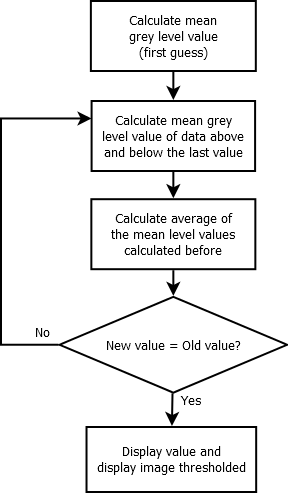 Calculate mean
grey level value
(first guess)
Calculate mean grey
level value of data above
and below the last value
Calculate average of
the mean level values
calculated before
New value = Old value?
No
Yes
Display value and
display image thresholded